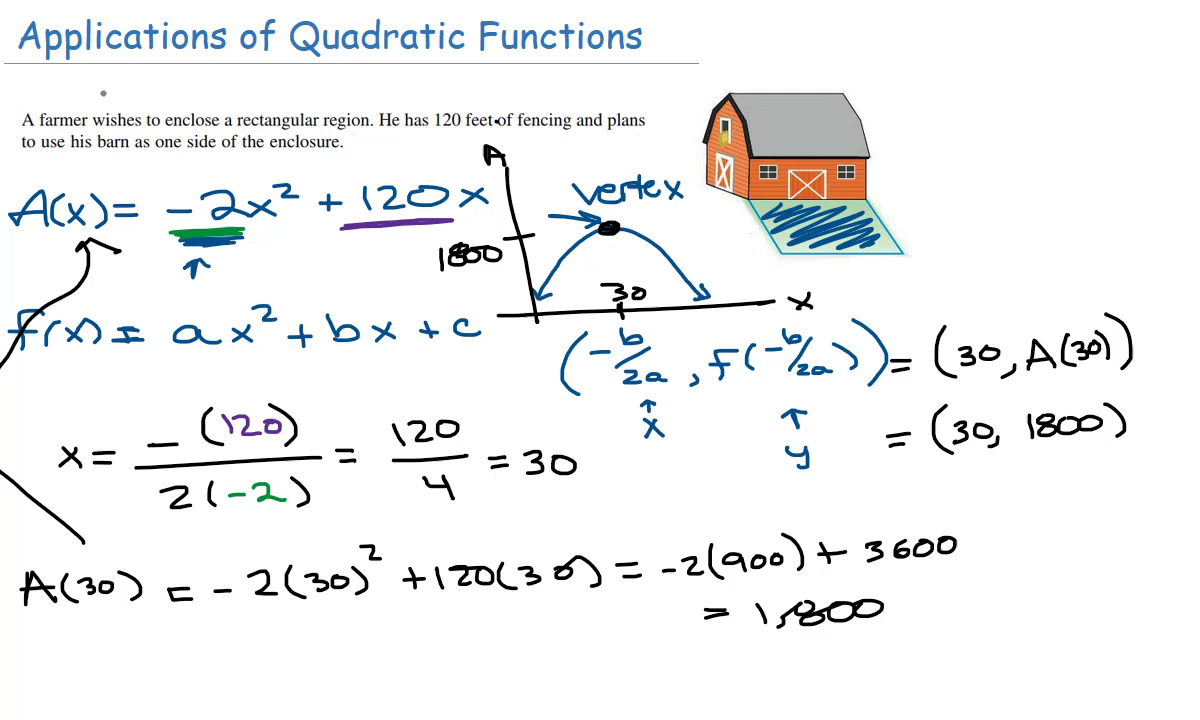 Applications of Quadratic Functions
A farmer wishes to enclose a rectangular region. He has 120 feet of fencing and plans
to use his barn as one side of the enclosure.
A
A(x) = -2x² + 120x
vertex
1800
30
x
f(x) = ax² + bx + c
(-b/2a, f(-b/2a)) = (30, A(30))
x
y
= (30, 1800)
x = -(120)/2(-2) = 120/4 = 30
A(30) = -2(30)² + 120(30) = -2(900) + 3600
= 1,800